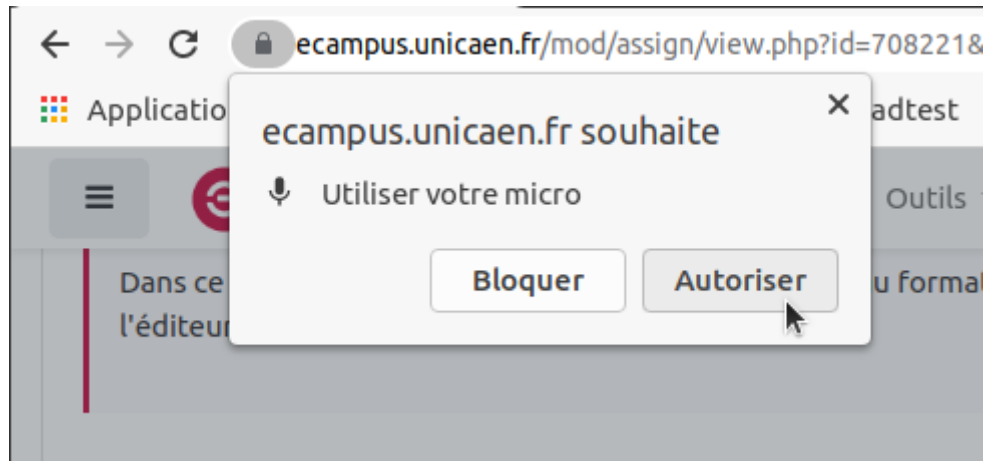 ecampus.unicaen.fr/mod/assign/view.php?id=708221&
Applicatio
adtest
ecampus.unicaen.fr souhaite
Utiliser votre micro
Outils
Bloquer Autoriser
Dans ce u format
l'éditeur